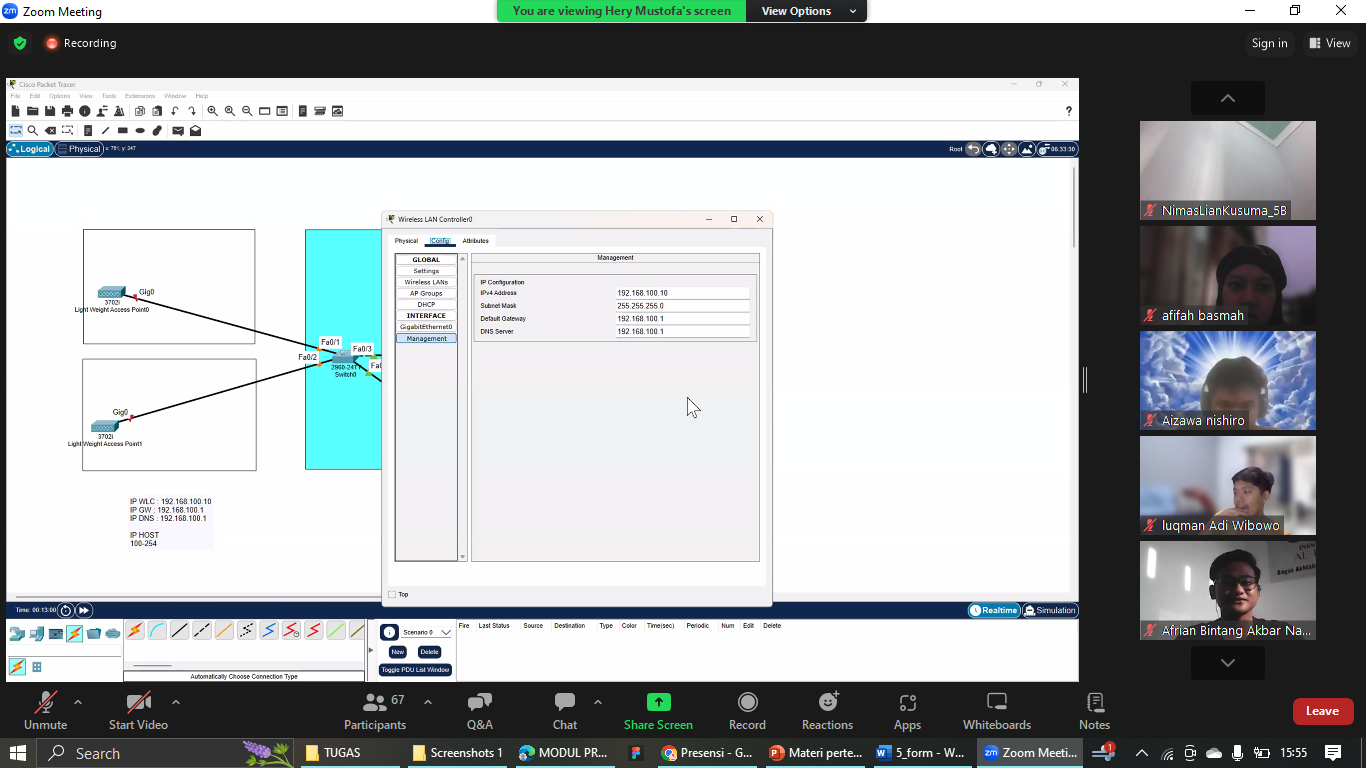 Zoom Meeting
You are viewing Hery Mustofa's screen
View Options
Recording
Sign in
View
Cisco Packet Tracer
File Edit Options View Tools Extensions Window Help
Logical
Physical
x: 781, y: 347
Root
06:33:30
Gig0
3702i
Light Weight Access Point0
Fa0/1
Fa0/3
Fa0/2
2960-24TT
Switch0
Gig0
3702i
Light Weight Access Point1
IP WLC : 192.168.100.10
IP GW : 192.168.100.1
IP DNS : 192.168.100.1
IP HOST
100-254
Wireless LAN Controller0
Physical Config Attributes
GLOBAL
Settings
Wireless LANs
AP Groups
DHCP
INTERFACE
GigabitEthernet0
Management
Management
IP Configuration
IPv4 Address 192.168.100.10
Subnet Mask 255.255.255.0
Default Gateway 192.168.100.1
DNS Server 192.168.100.1
Top
Time: 00:13:00
Realtime
Simulation
Scenario 0
New
Delete
Toggle PDU List Window
Fire Last Status Source Destination Type Color Time(sec) Periodic Num Edit Delete
Automatically Choose Connection Type
NimasLianKusuma_5B
afifah basmah
Aizawa nishiro
luqman Adi Wibowo
Afrian Bintang Akbar Na...
Unmute
Start Video
Participants
67
Q&A
Chat
Share Screen
Record
Reactions
Apps
Whiteboards
Notes
Leave
Search
TUGAS
Screenshots 1
MODUL PR...
Presensi - G...
Materi perte...
5_form - W...
Zoom Meeti...
1
15:55